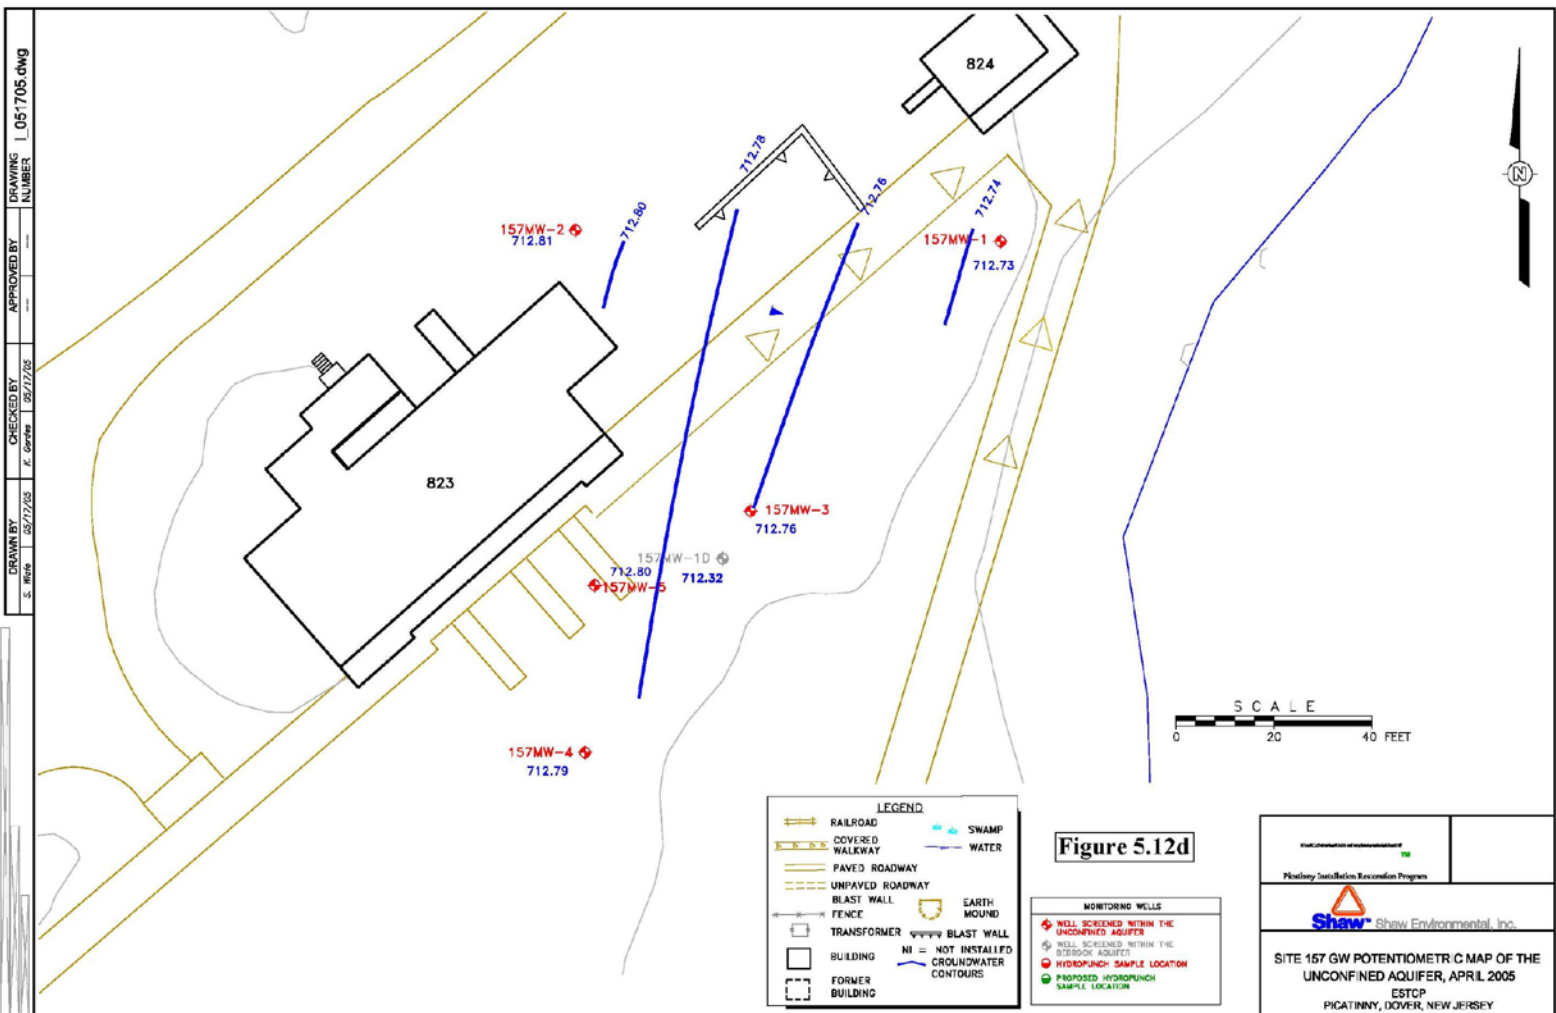 DRAWING NUMBER I_051705.dwg
APPROVED BY
--- ---
CHECKED BY
05/17/05
DRAWN BY
05/17/05
824
712.78
712.76
712.74
712.80
157MW-2
712.81
157MW-1
712.73
N
823
157MW-3
712.76
157MW-1D
712.80
712.32
157MW-5
157MW-4
712.79
SCALE
0 20 40 FEET
LEGEND
RAILROAD
SWAMP
COVERED WALKWAY
WATER
PAVED ROADWAY
UNPAVED ROADWAY
BLAST WALL
FENCE
EARTH MOUND
TRANSFORMER
BLAST WALL
NI = NOT INSTALLED
BUILDING
GROUNDWATER CONTOURS
FORMER BUILDING
Figure 5.12d
MONITORING WELLS
WELL SCREENED WITHIN THE
UNCONFINED AQUIFER
WELL SCREENED WITHIN THE
BEDROCK AQUIFER
HYDROPUNCH SAMPLE LOCATION
PROPOSED HYDROPUNCH
SAMPLE LOCATION
TM
Picatinny Installation Restoration Program
Shaw™ Shaw Environmental, Inc.
SITE 157 GW POTENTIOMETRIC MAP OF THE
UNCONFINED AQUIFER, APRIL 2005
ESTCP
PICATINNY, DOVER, NEW JERSEY